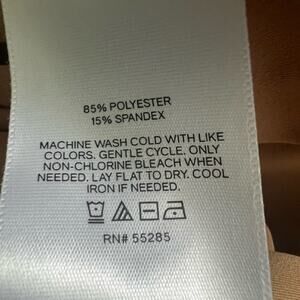 85% POLYESTER
15% SPANDEX
MACHINE WASH COLD WITH LIKE
COLORS. GENTLE CYCLE. ONLY
NON-CHLORINE BLEACH WHEN
NEEDED. LAY FLAT TO DRY. COOL
IRON IF NEEDED.
RN# 55285